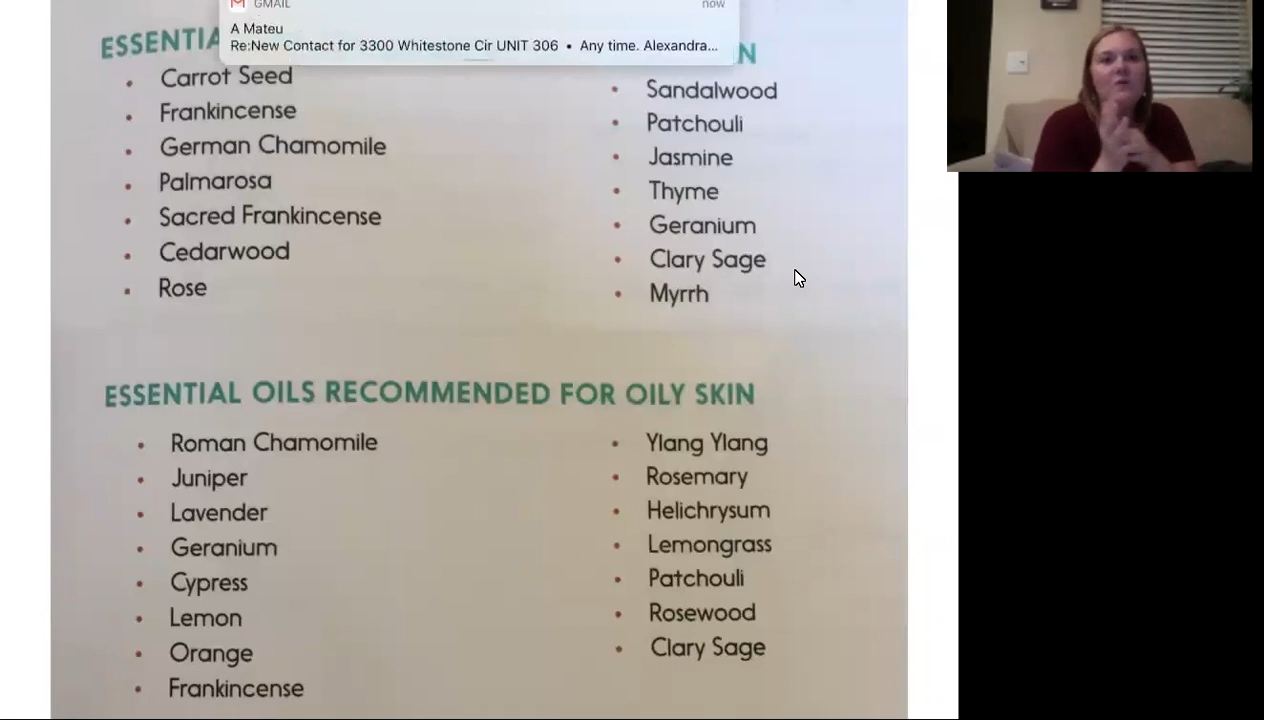 GMAIL
now
A Mateu
Re:New Contact for 3300 Whitestone Cir UNIT 306 • Any time. Alexandra...
Carrot Seed
Frankincense
German Chamomile
Palmarosa
Sacred Frankincense
Cedarwood
Rose
Sandalwood
Patchouli
Jasmine
Thyme
Geranium
Clary Sage
Myrrh
ESSENTIAL OILS RECOMMENDED FOR OILY SKIN
Roman Chamomile
Juniper
Lavender
Geranium
Cypress
Lemon
Orange
Frankincense
Ylang Ylang
Rosemary
Helichrysum
Lemongrass
Patchouli
Rosewood
Clary Sage